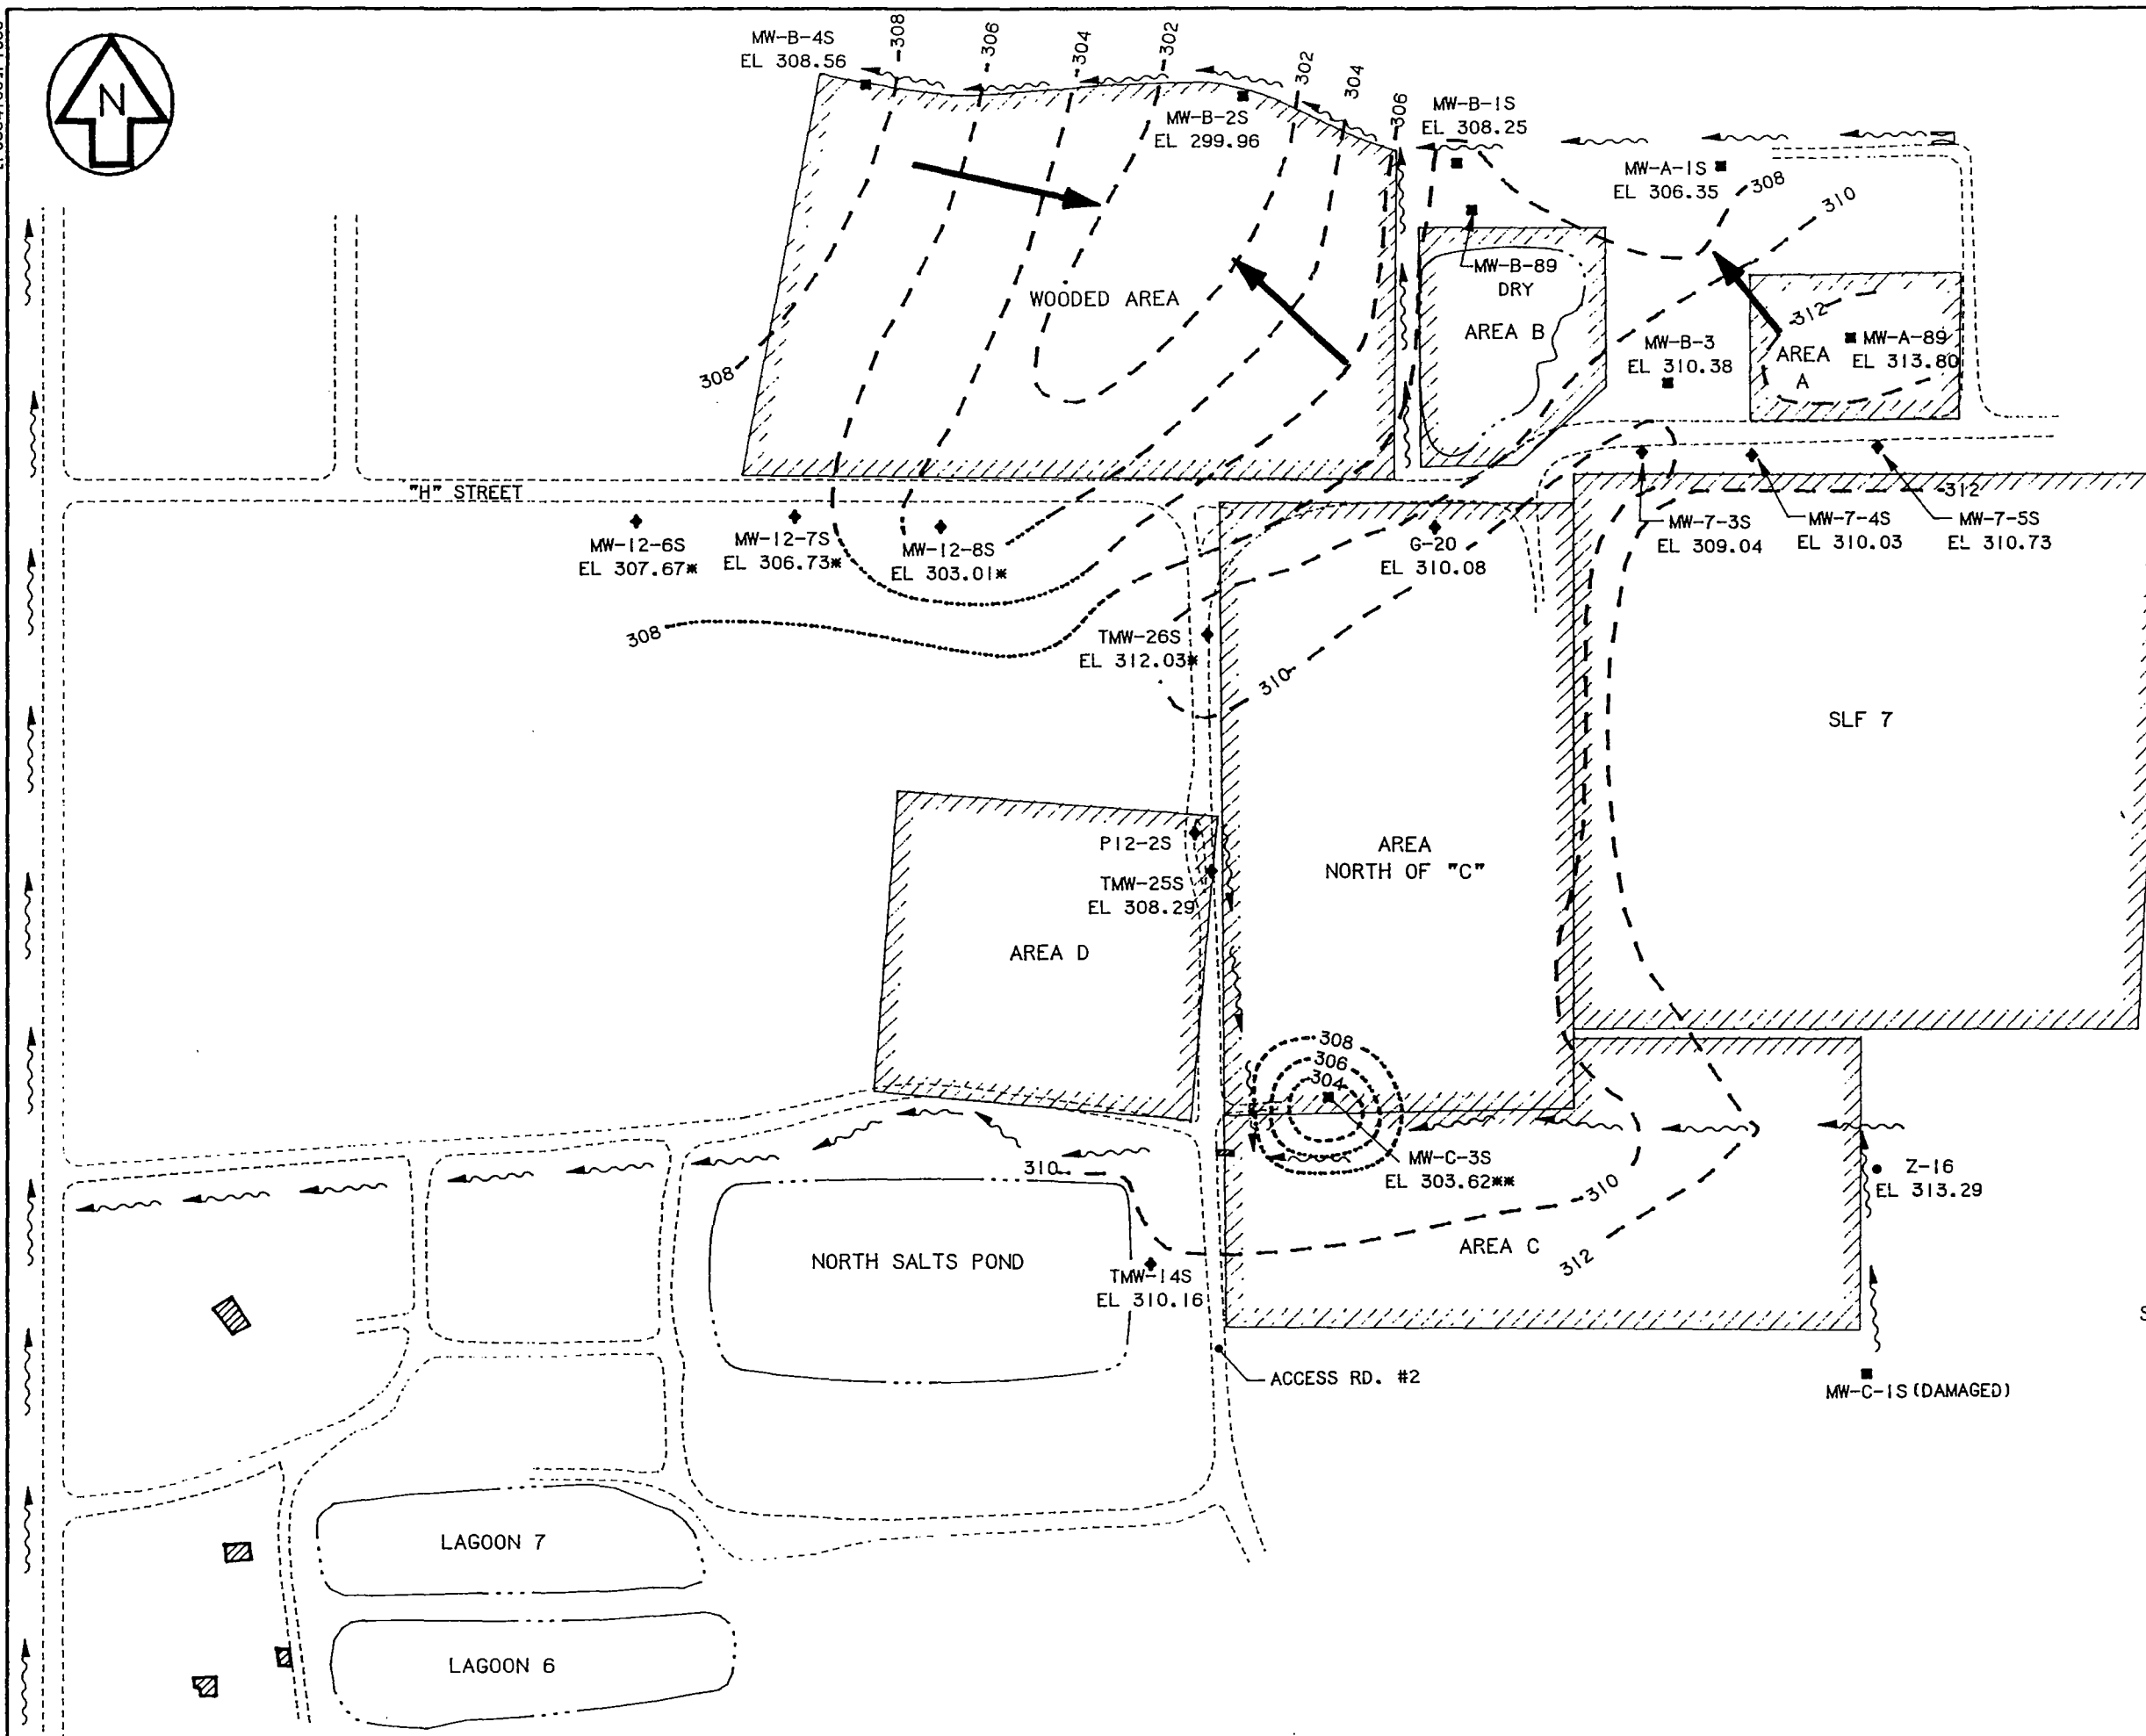 N
MW-B-4S
EL 308.56
308
306
304
302
302
304
306
MW-B-2S
EL 299.96
MW-B-1S
EL 308.25
MW-A-1S
EL 306.35
308
310
MW-B-89
DRY
WOODED AREA
AREA B
MW-B-3
EL 310.38
312
MW-A-89
EL 313.80
AREA
A
308
"H" STREET
MW-12-6S
EL 307.67*
MW-12-7S
EL 306.73*
MW-12-8S
EL 303.01*
G-20
EL 310.08
MW-7-3S
EL 309.04
MW-7-4S
EL 310.03
MW-7-5S
EL 310.73
312
308
TMW-26S
EL 312.03*
310
SLF 7
P12-2S
TMW-25S
EL 308.29
AREA
NORTH OF "C"
AREA D
308
306
304
MW-C-3S
EL 303.62**
310
Z-16
EL 313.29
310
312
AREA C
NORTH SALTS POND
TMW-14S
EL 310.16
S
ACCESS RD. #2
MW-C-1S (DAMAGED)
LAGOON 7
LAGOON 6